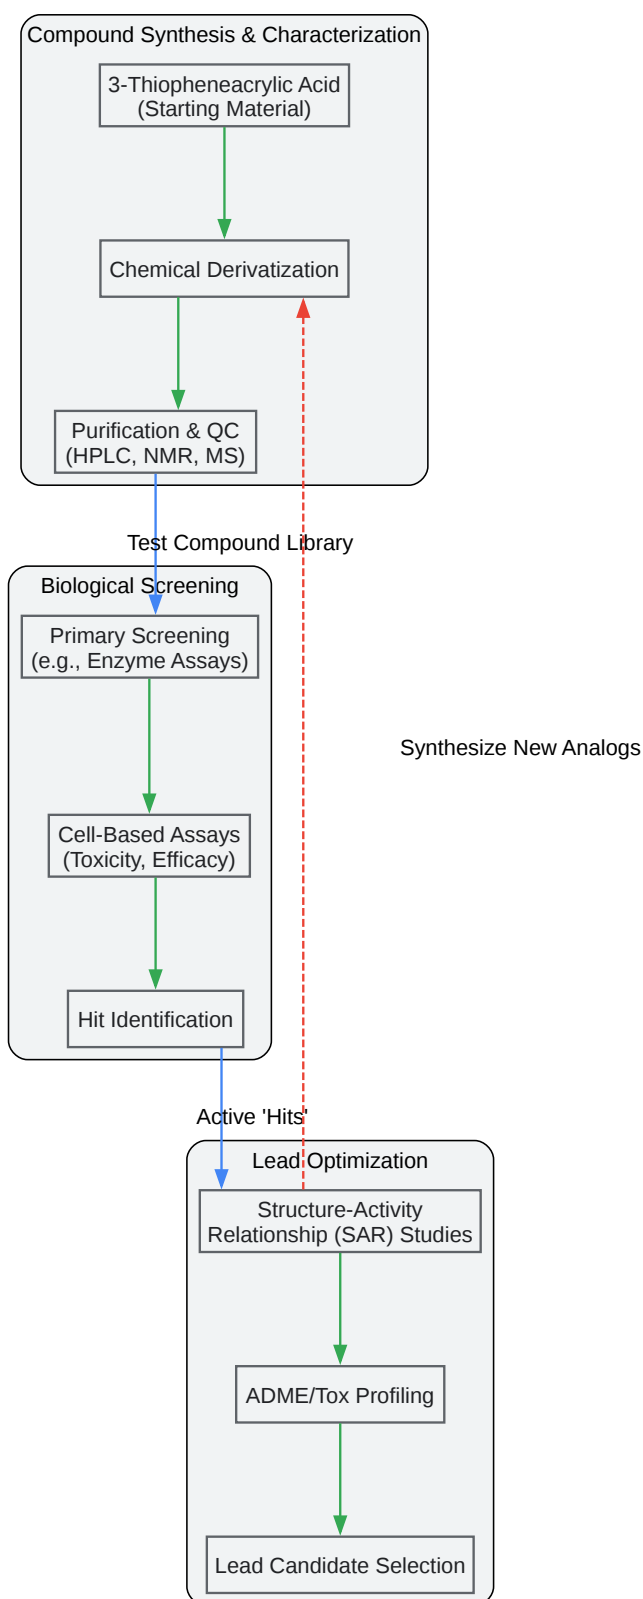 Compound Synthesis & Characterization
3-Thiopheneacrylic Acid
(Starting Material)
Chemical Derivatization
Purification & QC
(HPLC, NMR, MS)
Test Compound Library
Biological Screening
Primary Screening
(e.g., Enzyme Assays)
Synthesize New Analogs
Cell-Based Assays
(Toxicity, Efficacy)
Hit Identification
Active 'Hits'
Lead Optimization
Structure-Activity
Relationship (SAR) Studies
ADME/Tox Profiling
Lead Candidate Selection